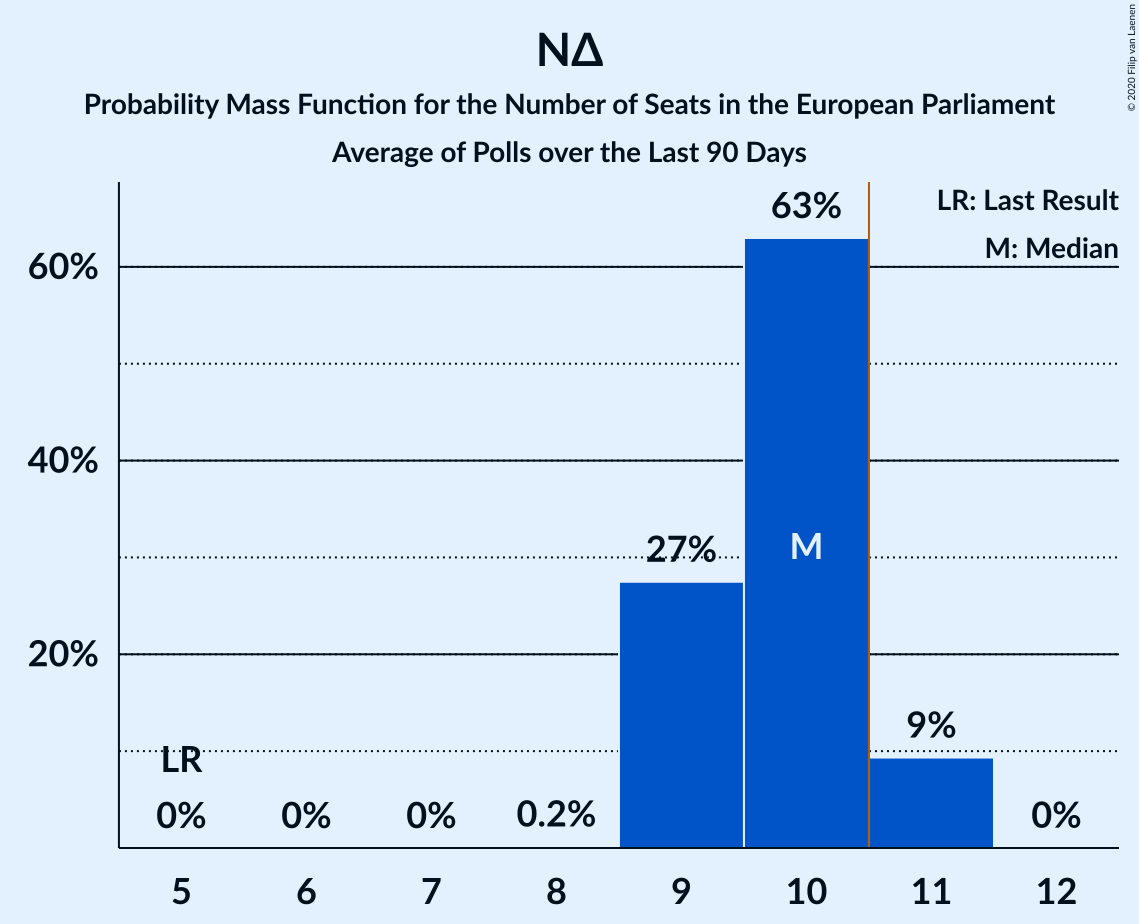 © 2020 Filip van Laenen
ΝΔ
Probability Mass Function for the Number of Seats in the European Parliament
Average of Polls over the Last 90 Days
LR: Last Result
M: Median
63%
60%
40%
27%
M
20%
9%
LR
0%
0%
0%
0.2%
0%
5 6 7 8 9 10 11 12